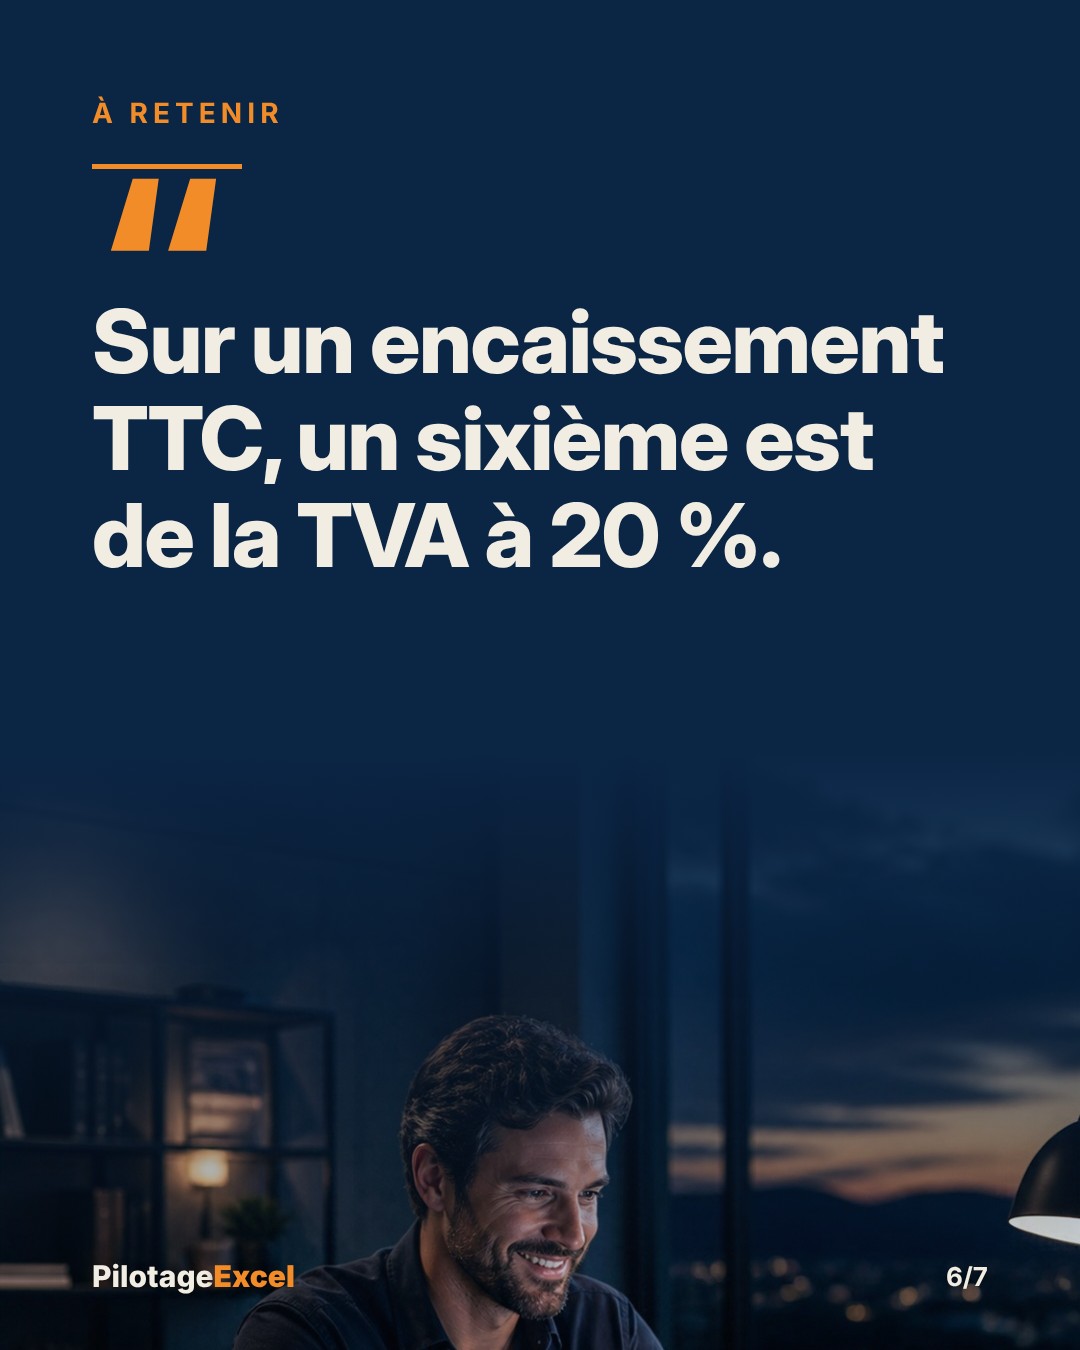 À RETENIR
"
Sur un encaissement
TTC, un sixième est
de la TVA à 20 %.
PilotageExcel
6/7